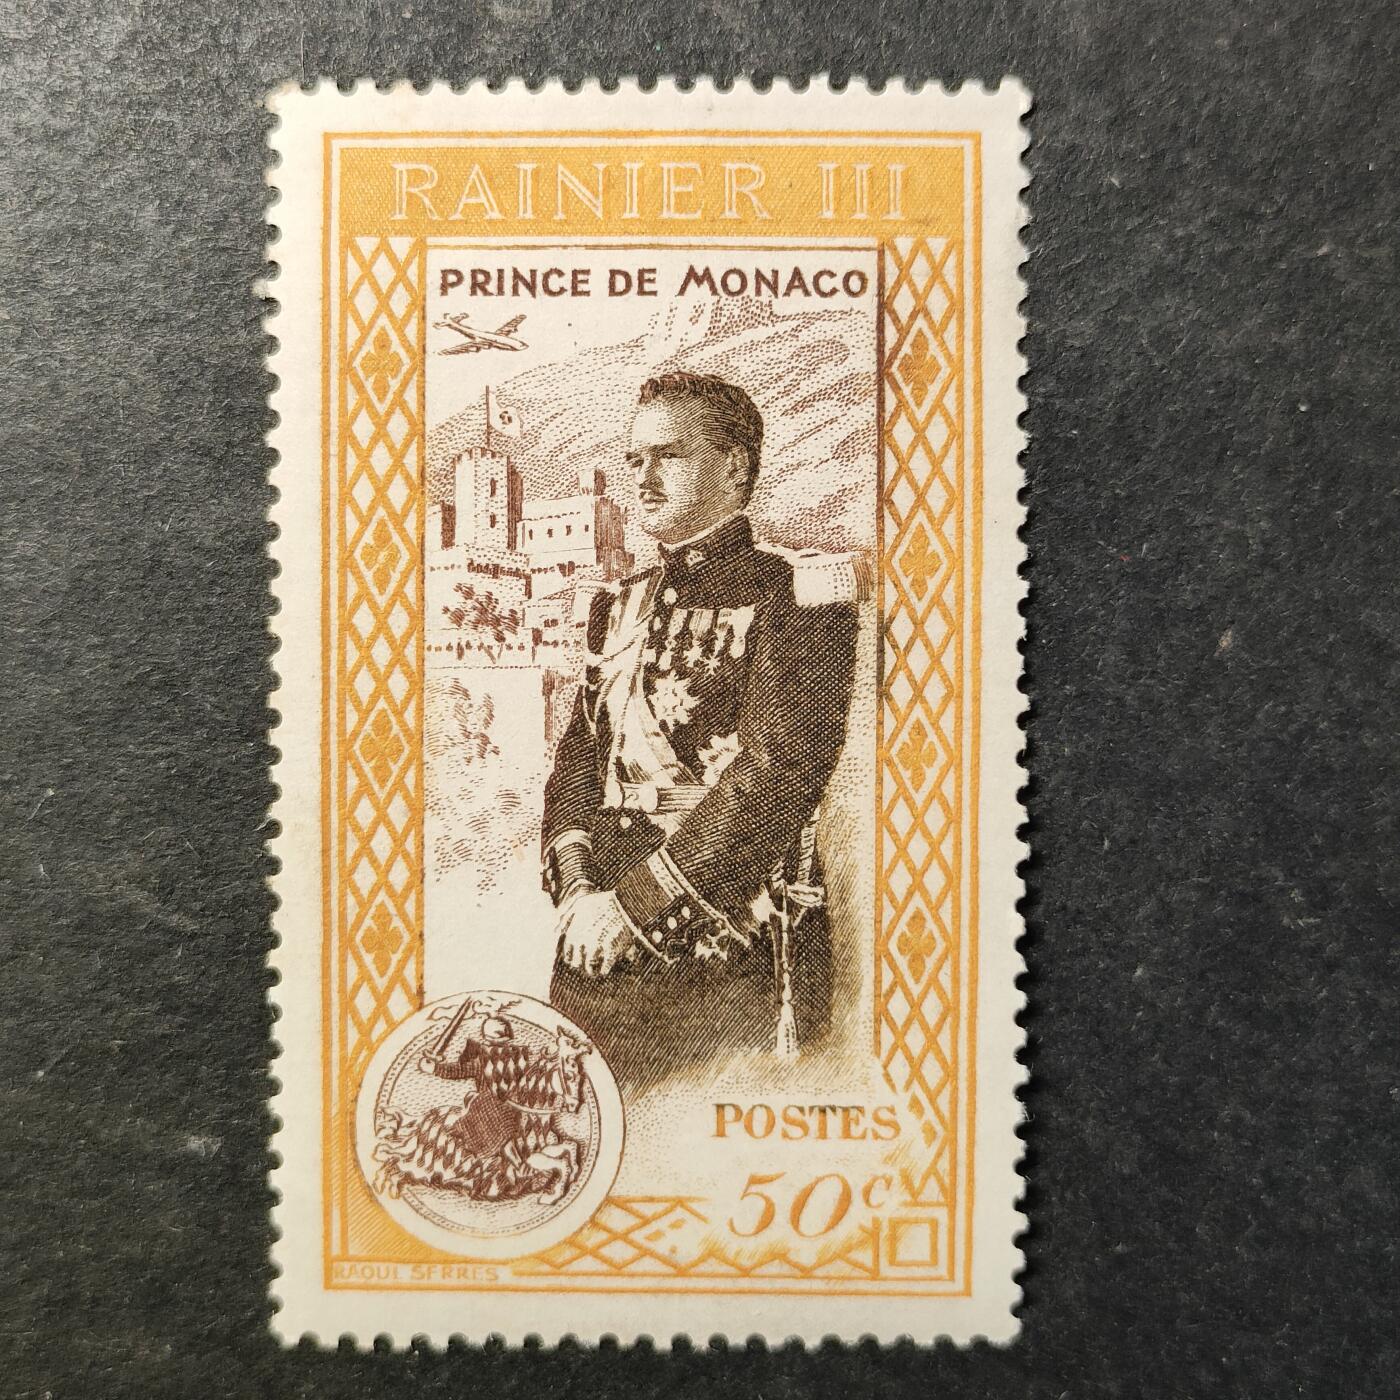 RAINIER III
PRINCE DE MONACO
POSTES
50c
RAOUL SERRES